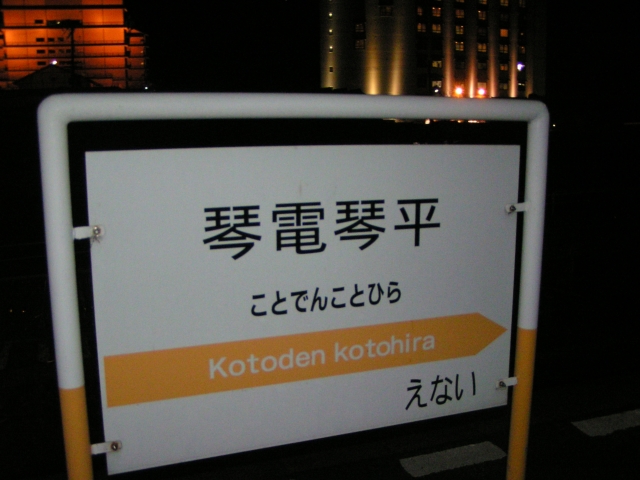 琴電琴平
ことでんことひら
Kotoden kotohira
えない